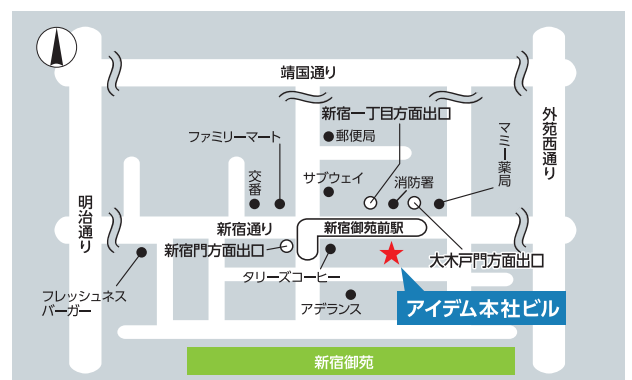 靖国通り
新宿一丁目方面出口
外苑西通り
ファミリーマート
郵便局
マミー薬局
交番
サブウェイ
消防署
明治通り
新宿通り
新宿御苑前駅
新宿門方面出口
大木戸門方面出口
タリーズコーヒー
フレッシュネス
バーガー
アデランス
アイデム本社ビル
新宿御苑